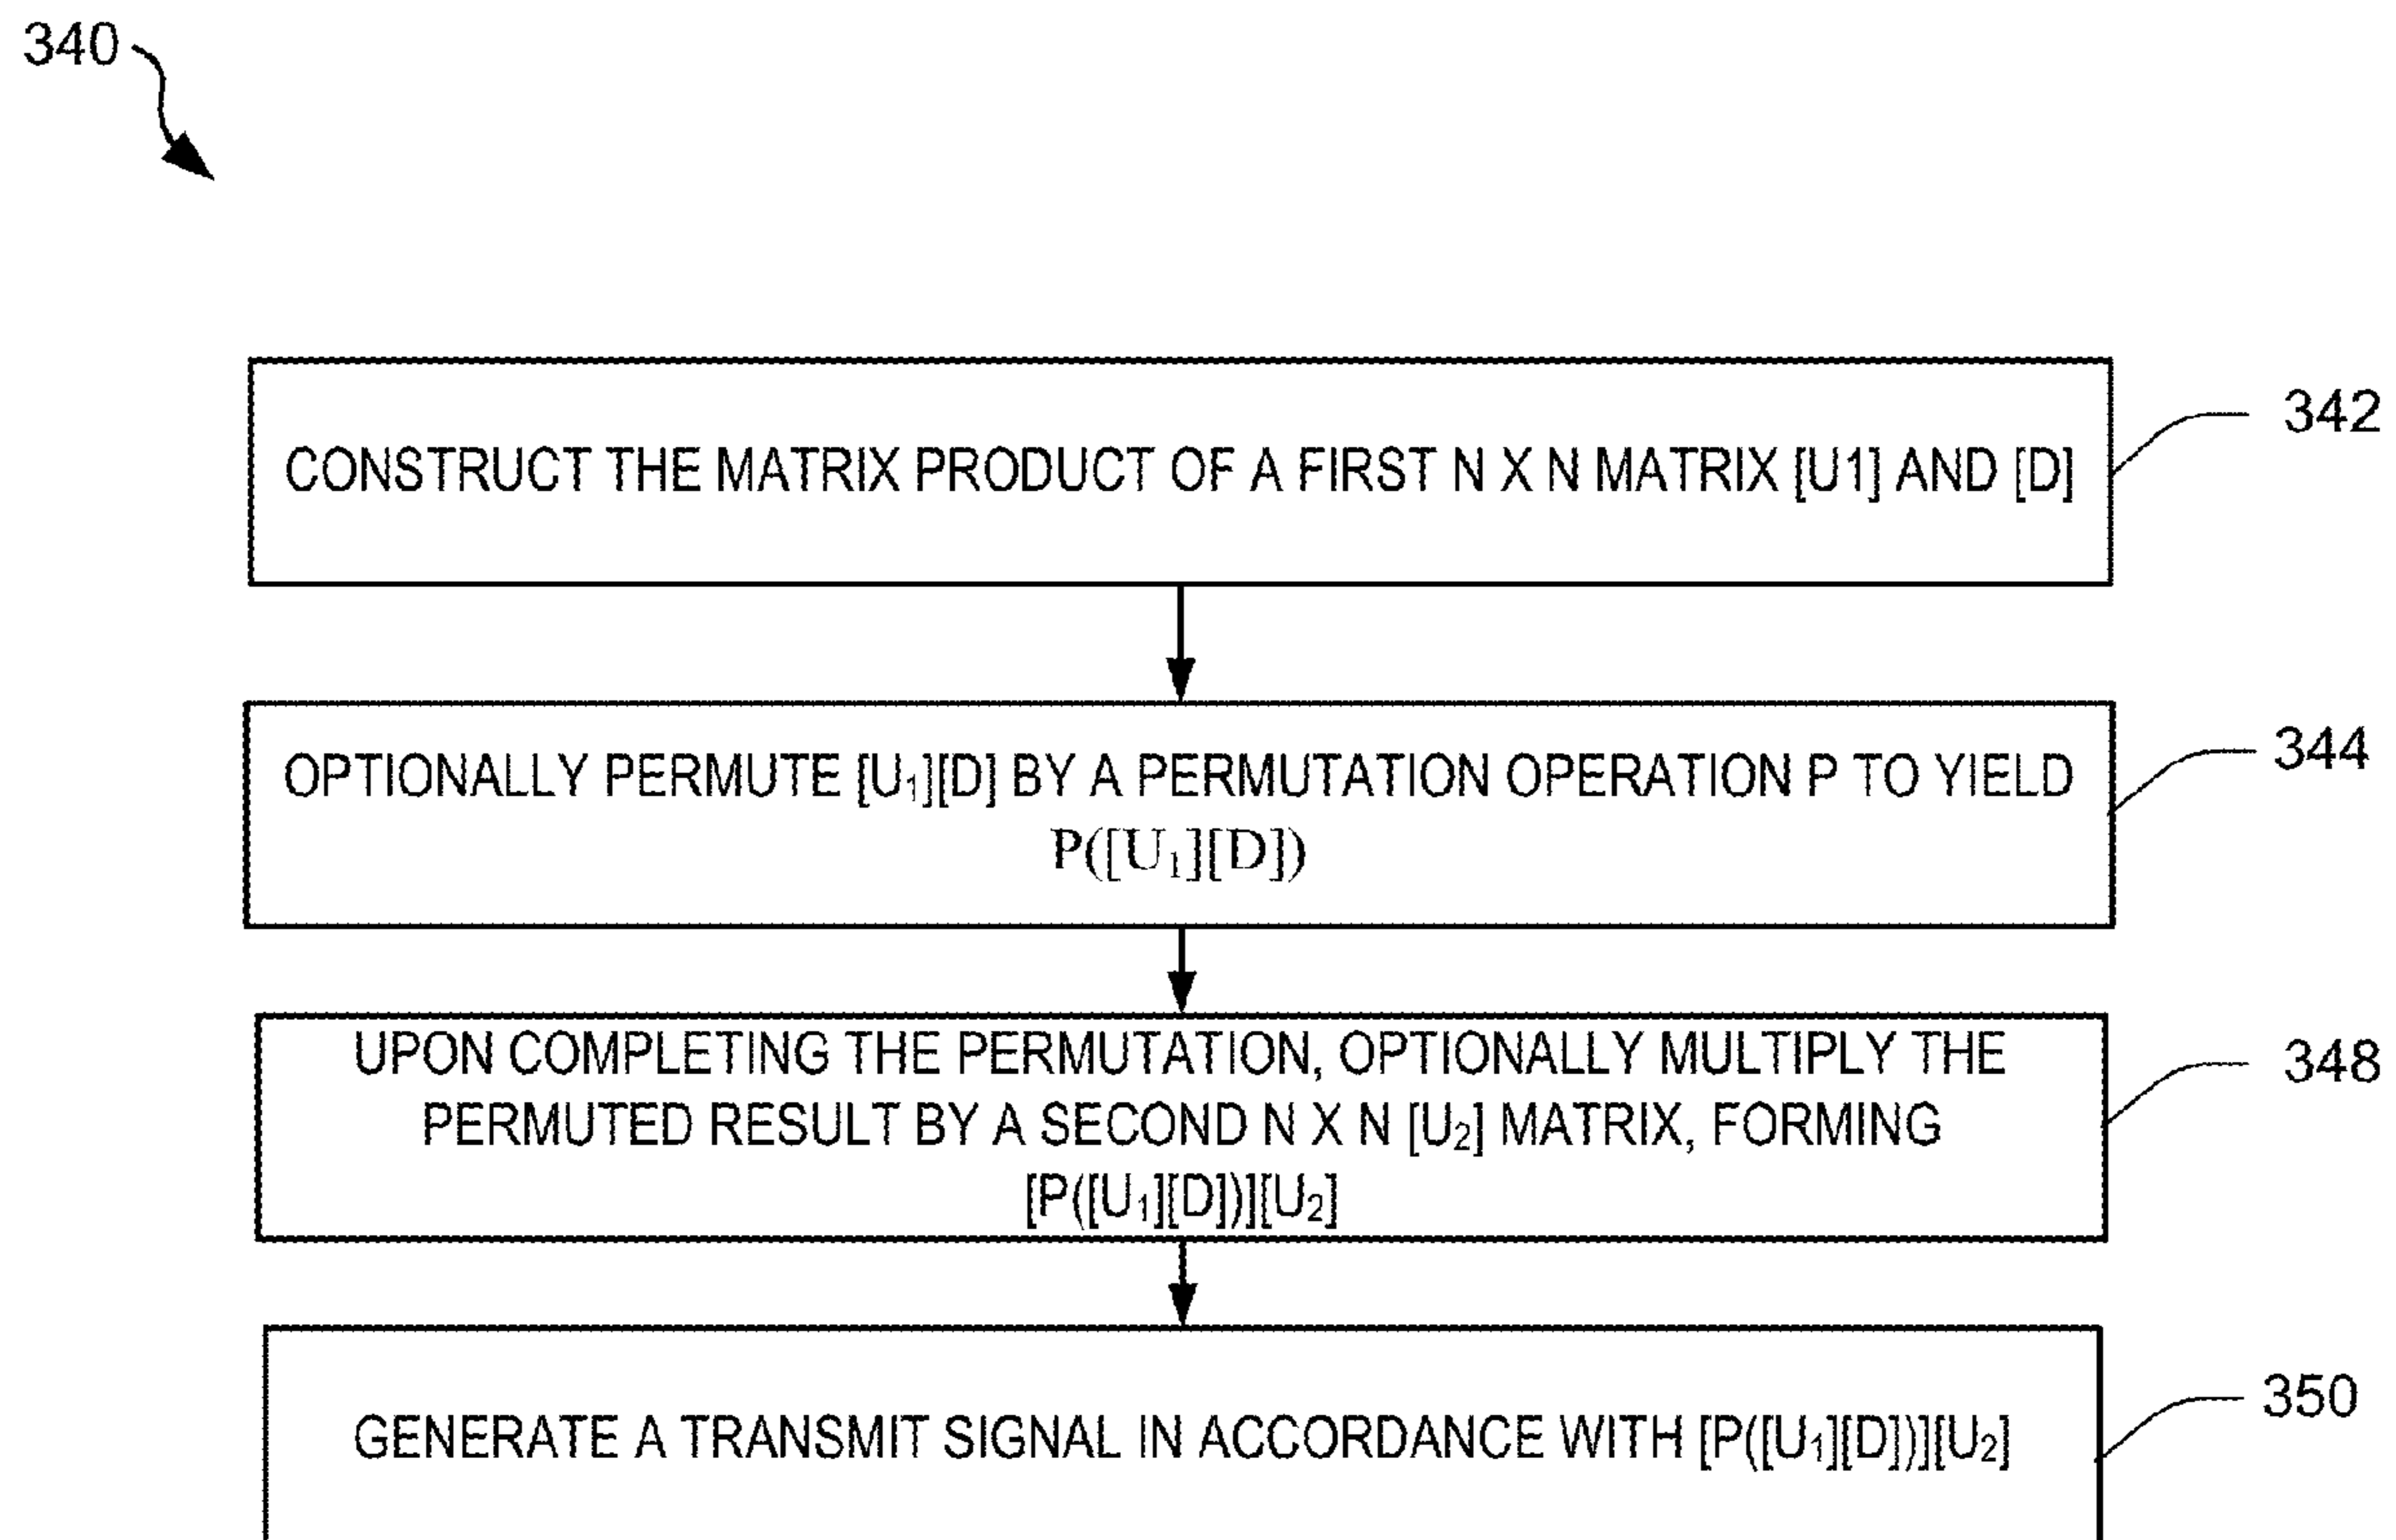 340
CONSTRUCT THE MATRIX PRODUCT OF A FIRST N X N MATRIX [U1] AND [D]
342
OPTIONALLY PERMUTE [U₁][D] BY A PERMUTATION OPERATION P TO YIELD
P([U₁][D])
344
UPON COMPLETING THE PERMUTATION, OPTIONALLY MULTIPLY THE
PERMUTED RESULT BY A SECOND N X N [U₂] MATRIX, FORMING
[P([U₁][D])][U₂]
348
GENERATE A TRANSMIT SIGNAL IN ACCORDANCE WITH [P([U₁][D])][U₂]
350